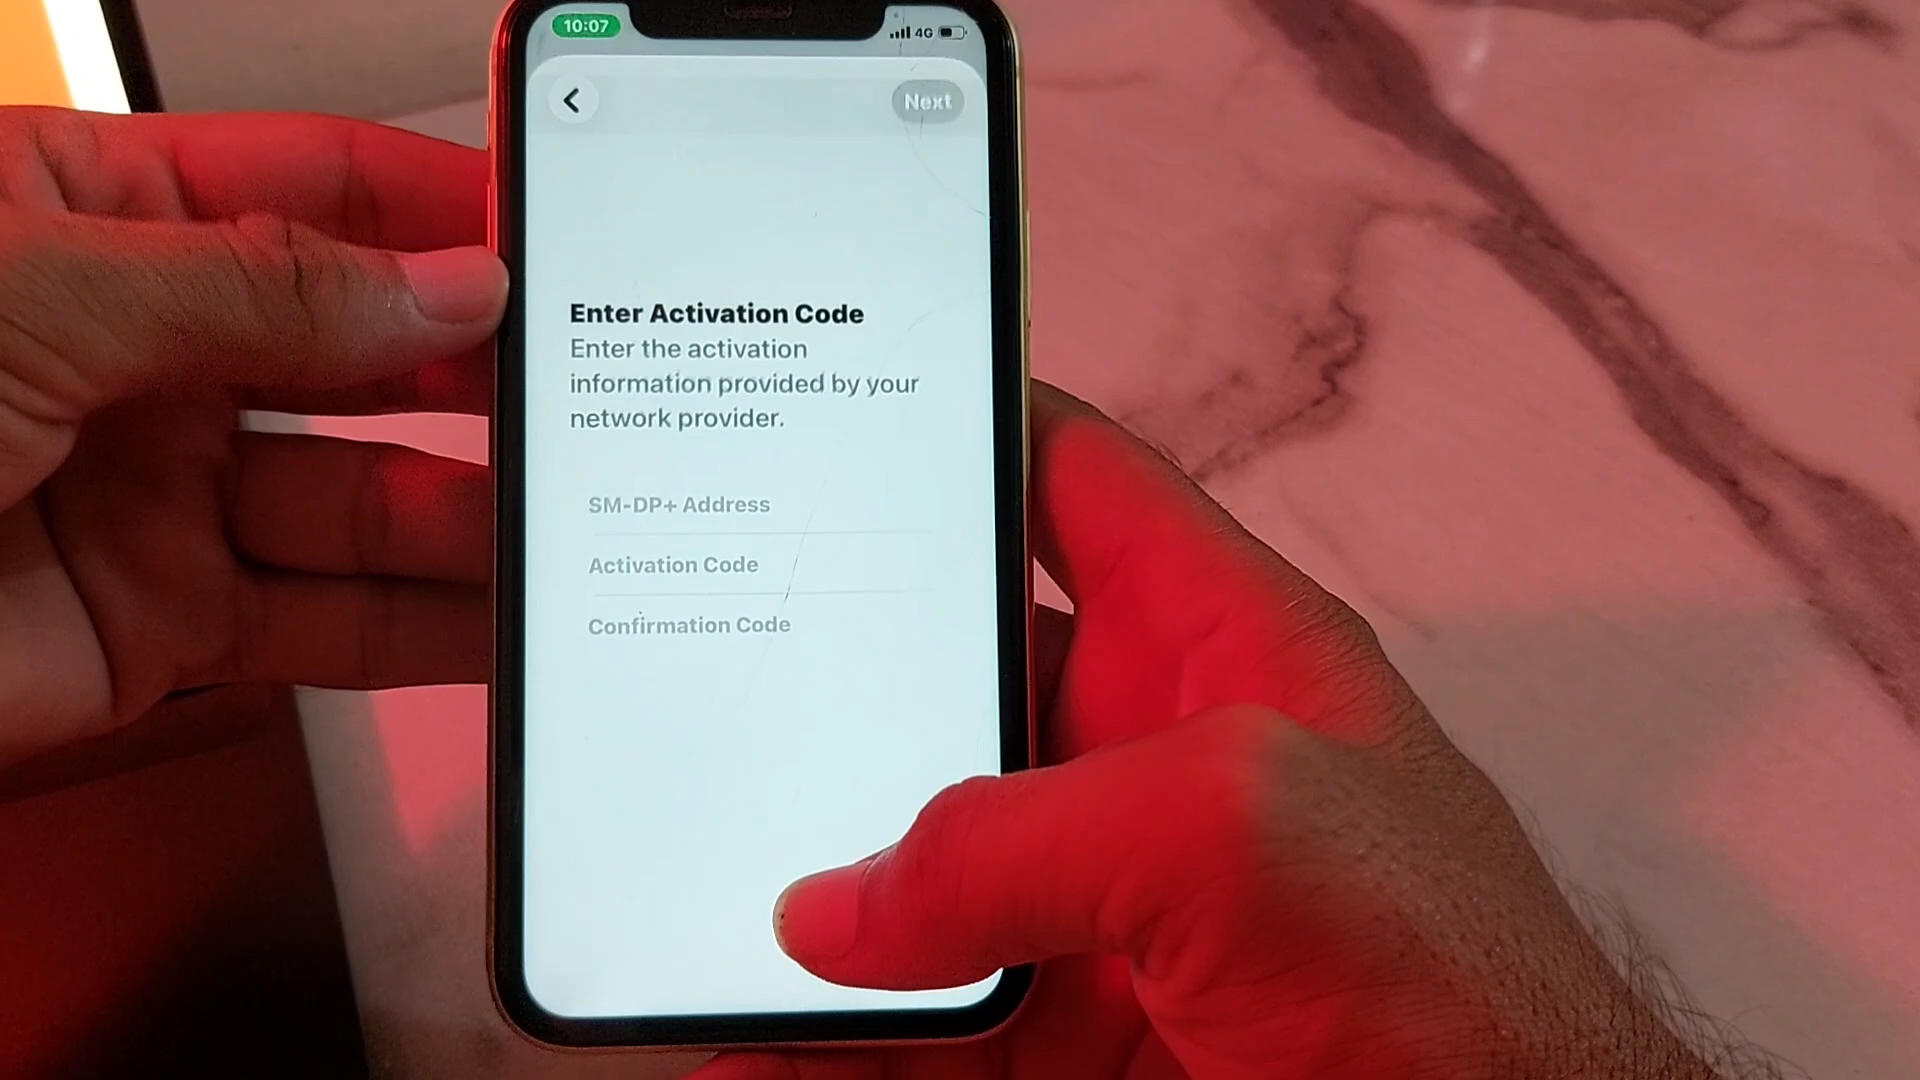 10:07
4G
Next
Enter Activation Code
Enter the activation
information provided by your
network provider.
SM-DP+ Address
Activation Code
Confirmation Code